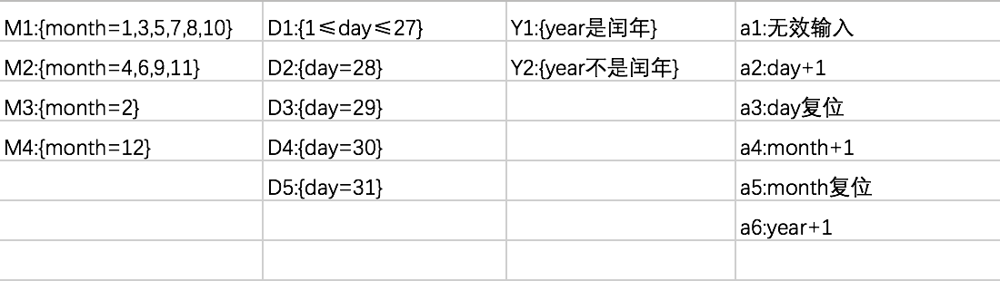 M1:{month=1,3,5,7,8,10} D1:{1≤day≤27} Y1:{year是闰年} a1:无效输入
M2:{month=4,6,9,11} D2:{day=28} Y2:{year不是闰年} a2:day+1
M3:{month=2} D3:{day=29} a3:day复位
M4:{month=12} D4:{day=30} a4:month+1
D5:{day=31} a5:month复位
a6:year+1